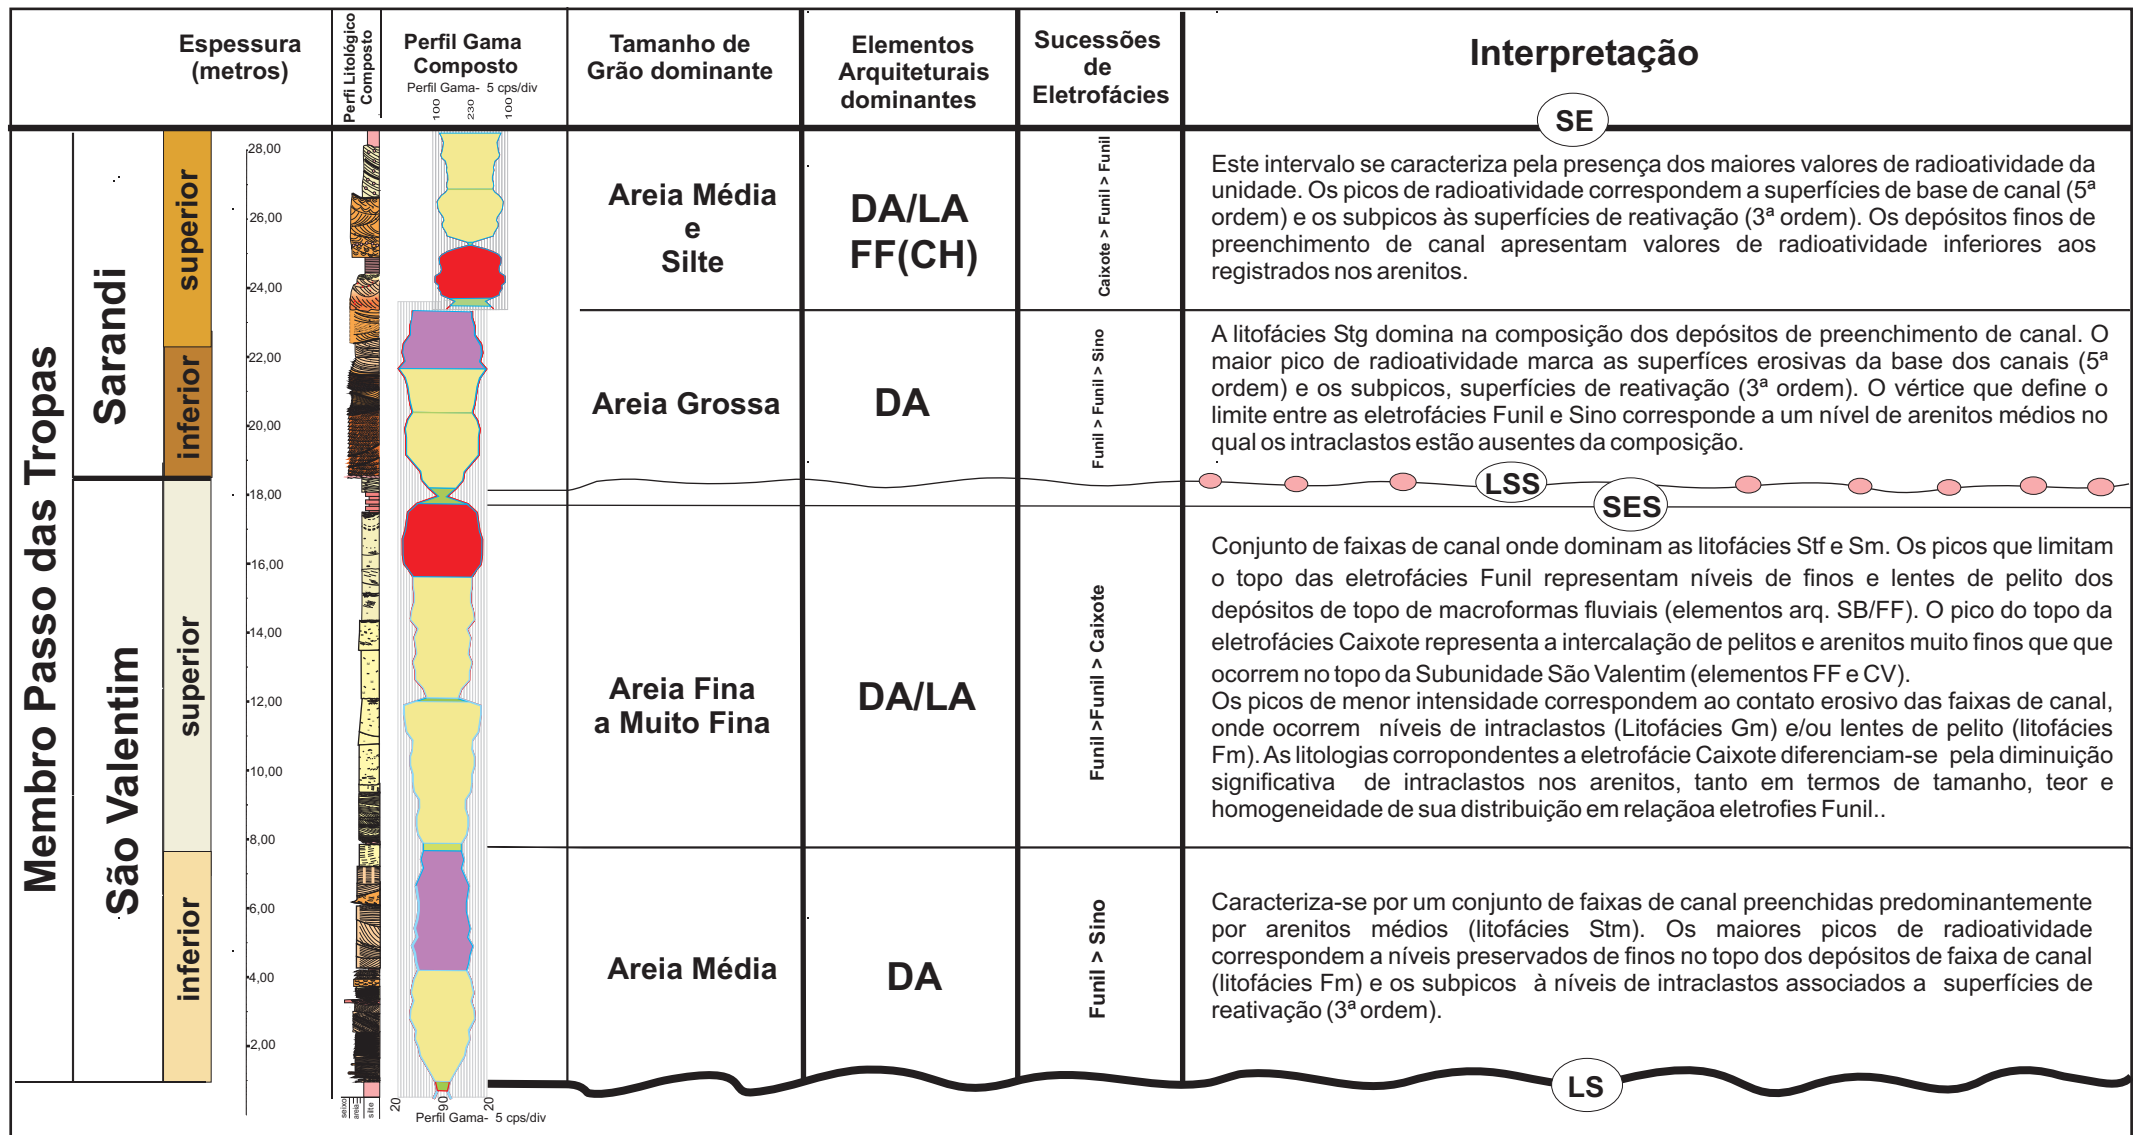 Espessura
(metros)
Perfi Litológico
Composto
Perfil Gama
Composto
Perfil Gama- 5 cps/div
100
230
100
Tamanho de
Grão dominante
Elementos
Arquiteturais
dominantes
Sucessões
de
Eletrofácies
Interpretação
SE
Membro Passo das Tropas
Sarandi
superior
inferior
São Valentim
superior
inferior
28,00
26,00
24,00
22,00
20,00
18,00
16,00
14,00
12,00
10,00
8,00
6,00
4,00
2,00
Areia Média
e
Silte
DA/LA
FF(CH)
Caixote > Funil > Funil
Este intervalo se caracteriza pela presença dos maiores valores de radioatividade da
unidade. Os picos de radioatividade correspondem a superfícies de base de canal (5ª
ordem) e os subpicos às superfícies de reativação (3ª ordem). Os depósitos finos de
preenchimento de canal apresentam valores de radioatividade inferiores aos
registrados nos arenitos.
Areia Grossa
DA
Funil > Funil > Sino
A litofácies Stg domina na composição dos depósitos de preenchimento de canal. O
maior pico de radioatividade marca as superfíces erosivas da base dos canais (5ª
ordem) e os subpicos, superfícies de reativação (3ª ordem). O vértice que define o
limite entre as eletrofácies Funil e Sino corresponde a um nível de arenitos médios no
qual os intraclastos estão ausentes da composição.
LSS
SES
Areia Fina
a Muito Fina
DA/LA
Funil >Funil > Caixote
Conjunto de faixas de canal onde dominam as litofácies Stf e Sm. Os picos que limitam
o topo das eletrofácies Funil representam níveis de finos e lentes de pelito dos
depósitos de topo de macroformas fluviais (elementos arq. SB/FF). O pico do topo da
eletrofácies Caixote representa a intercalação de pelitos e arenitos muito finos que que
ocorrem no topo da Subunidade São Valentim (elementos FF e CV).
Os picos de menor intensidade correspondem ao contato erosivo das faixas de canal,
onde ocorrem níveis de intraclastos (Litofácies Gm) e/ou lentes de pelito (litofácies
Fm). As litologias corropondentes a eletrofácie Caixote diferenciam-se pela diminuição
significativa de intraclastos nos arenitos, tanto em termos de tamanho, teor e
homogeneidade de sua distribuição em relaçãoa eletrofies Funil..
Areia Média
DA
Funil > Sino
Caracteriza-se por um conjunto de faixas de canal preenchidas predominantemente
por arenitos médios (litofácies Stm). Os maiores picos de radioatividade
correspondem a níveis preservados de finos no topo dos depósitos de faixa de canal
(litofácies Fm) e os subpicos à níveis de intraclastos associados a superfícies de
reativação (3ª ordem).
LS
seixo
areia
silte
20
90
20
Perfil Gama- 5 cps/div